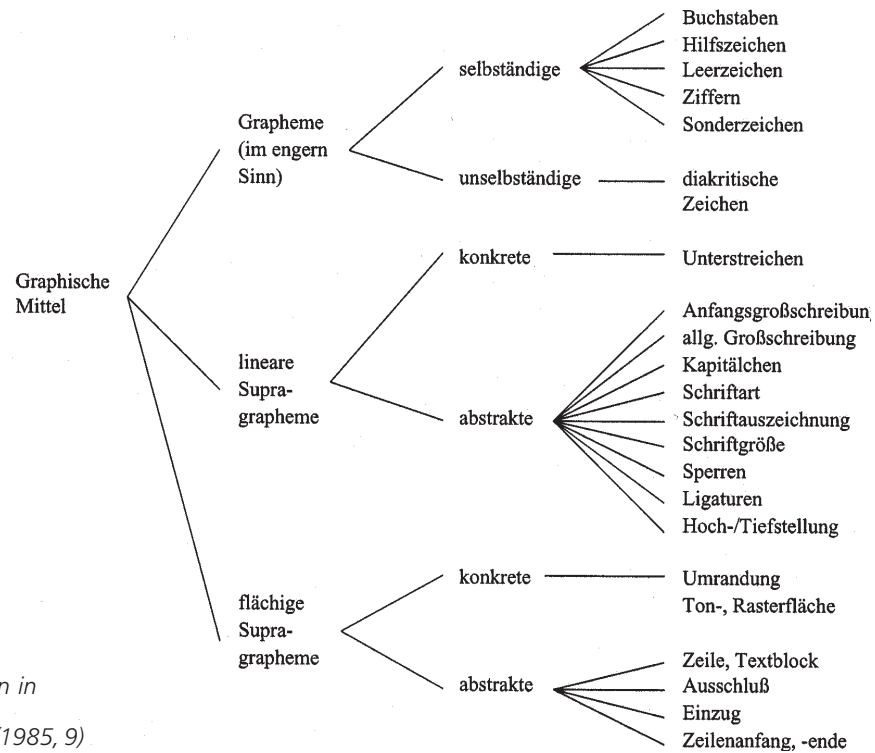 Graphische
Mittel
Grapheme
(im engern
Sinn)
selbständige
Buchstaben
Hilfszeichen
Leerzeichen
Ziffern
Sonderzeichen
unselbständige
diakritische
Zeichen
lineare
Supra-
grapheme
konkrete
Unterstreichen
abstrakte
Anfangsgroßschreibung
allg. Großschreibung
Kapitälchen
Schriftart
Schriftauszeichnung
Schriftgröße
Sperren
Ligaturen
Hoch-/Tiefstellung
flächige
Supra-
grapheme
konkrete
Umrandung
Ton-, Rasterfläche
abstrakte
Zeile, Textblock
Ausschluß
Einzug
Zeilenanfang, -ende
in
1985, 9)